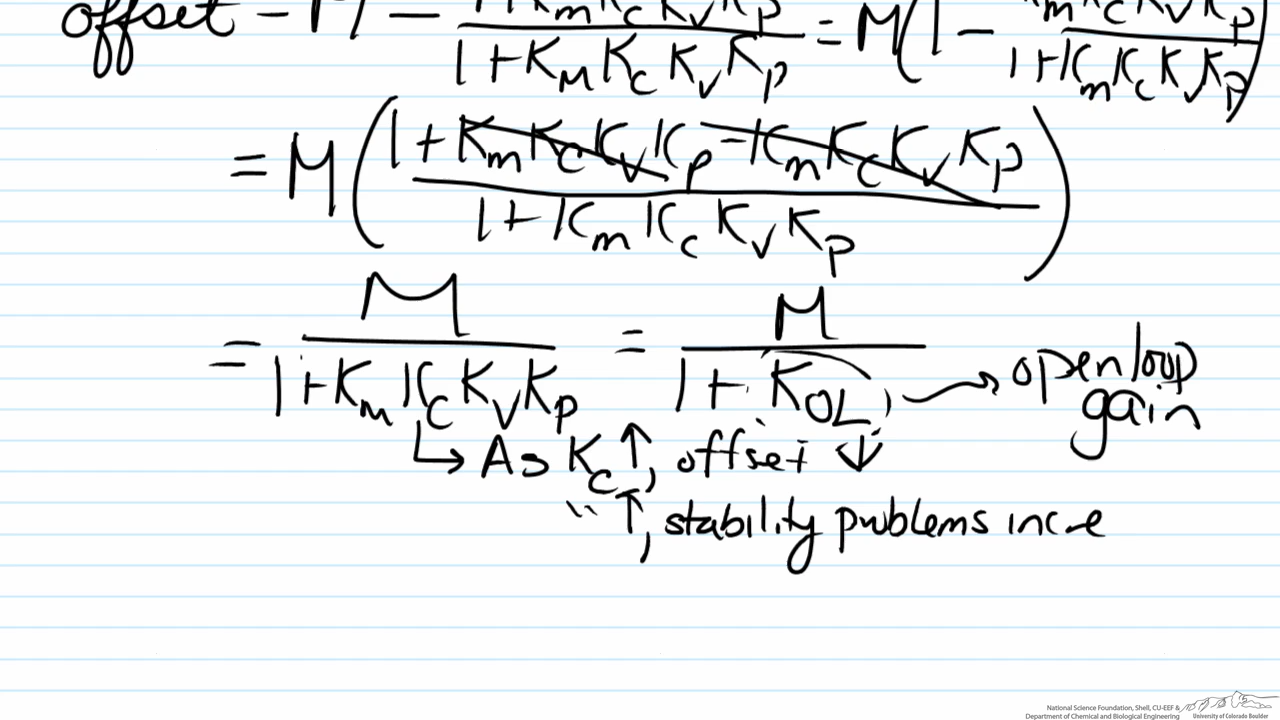 offset = M - M Km Kc Kv Kp / 1 + KM Kc Kv Kp = M(1 - Km Kc Kv Kp / 1 + Km Kc Kv Kp)
= M(1 + Km Kc Kv Kp - Km Kc Kv Kp / 1 + Km Kc Kv Kp)
= M / 1 + Km Kc Kv Kp = M / 1 + KOL → open loop gain
↳ As Kc ↑, offset ↓
" ↑, stability problems incre
National Science Foundation, Shell, CU-EEF &
Department of Chemical and Biological Engineering
University of Colorado Boulder